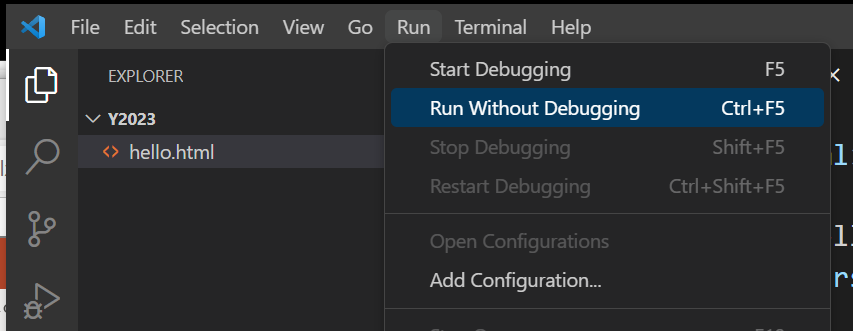 File Edit Selection View Go Run Terminal Help
EXPLORER
Y2023
hello.html
Start Debugging F5
Run Without Debugging Ctrl+F5
Stop Debugging Shift+F5
Restart Debugging Ctrl+Shift+F5
Open Configurations
Add Configuration...